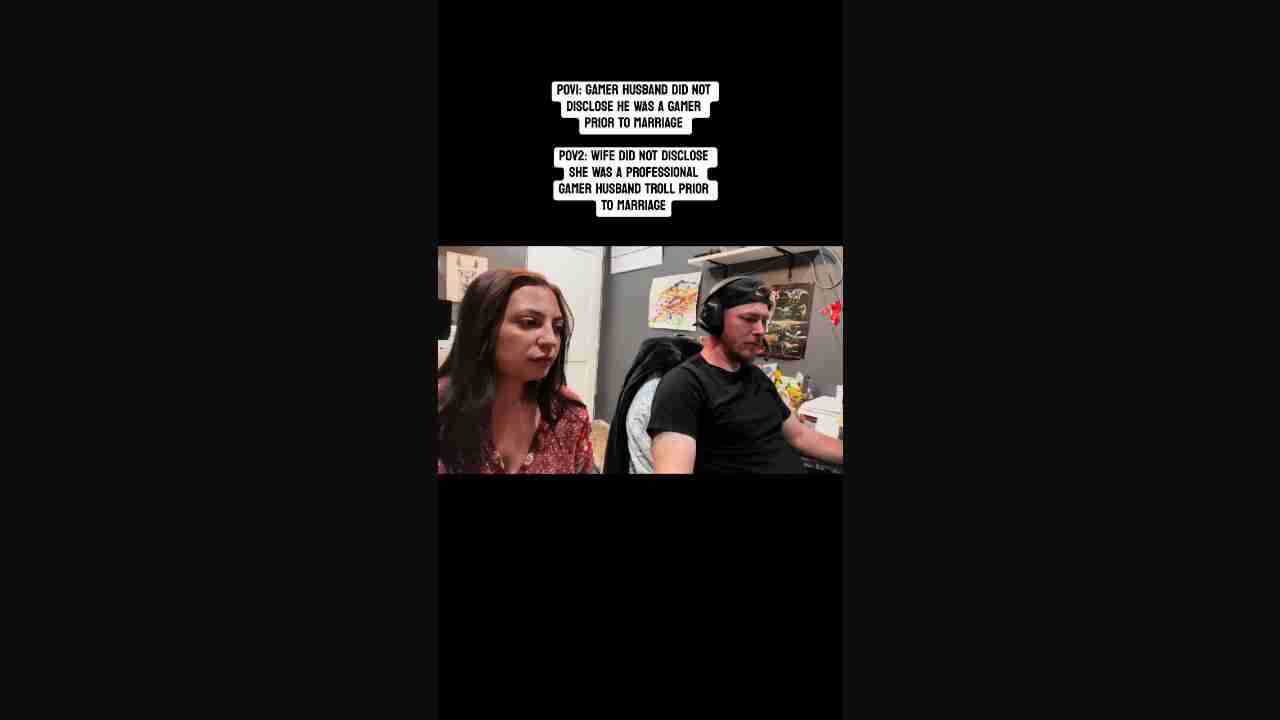 POV1: GAMER HUSBAND DID NOT
DISCLOSE HE WAS A GAMER
PRIOR TO MARRIAGE
POV2: WIFE DID NOT DISCLOSE
SHE WAS A PROFESSIONAL
GAMER HUSBAND TROLL PRIOR
TO MARRIAGE